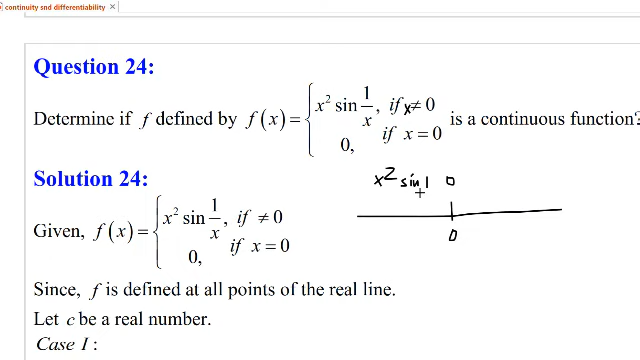 continuity snd differentiability ×
Question 24:
Determine if f defined by f(x) = { x² sin 1/x, if x ≠ 0
0, if x = 0 is a continuous function?
Solution 24:
x² sin 1 0
Given, f(x) = { x² sin 1/x, if ≠ 0
0, if x = 0
0
Since, f is defined at all points of the real line.
Let c be a real number.
Case I :